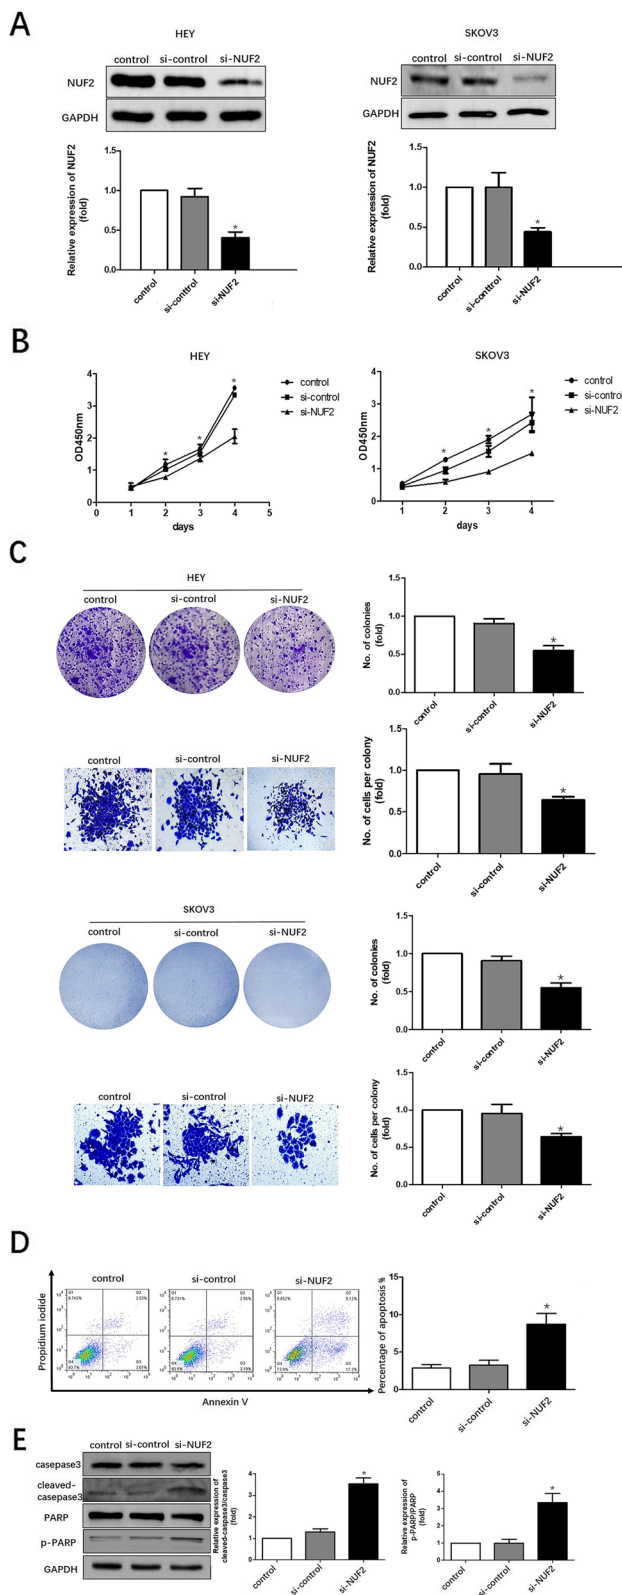 A
HEY
control si-control si-NUF2
NUF2
GAPDH
Relative expression of NUF2
(fold)
1.5
1.0
0.5
0.0
*
control
si-conttrol
si-NUF2
SKOV3
control si-control si-NUF2
NUF2
GAPDH
Relative expression of NUF2
(fold)
1.5
1.0
0.5
0.0
*
control
si-conttrol
si-NUF2
B
HEY
OD450nm
4
3
2
1
0
0 1 2 3 4 5
days
* * *
control
si-control
si-NUF2
SKOV3
OD450nm
4
3
2
1
0
1 2 3 4
days
* * *
control
si-control
si-NUF2
C
HEY
control si-control si-NUF2
No. of colonies
(fold)
1.5
1.0
0.5
0.0
*
control
si-control
si-NUF2
control si-control si-NUF2
No. of cells per colony
(fold)
1.5
1.0
0.5
0.0
*
control
si-control
si-NUF2
SKOV3
control si-control si-NUF2
No. of colonies
(fold)
1.5
1.0
0.5
0.0
*
control
si-control
si-NUF2
control si-control si-NUF2
No. of cells per colony
(fold)
1.5
1.0
0.5
0.0
*
control
si-control
si-NUF2
D
control si-control si-NUF2
Propidium iodide
Annexin V
Percentage of apoptosis %
15
10
5
0
*
control
si-control
si-NUF2
E
control si-control si-NUF2
casepase3
cleaved-
casepase3
PARP
p-PARP
GAPDH
Relative expression of
cleaved-caspase3/caspase3
(fold)
4
3
2
1
0
*
control
si-control
si-NUF2
Relative expression of
p-PARP/PARP
(fold)
6
4
2
0
*
control
si-control
si-NUF2